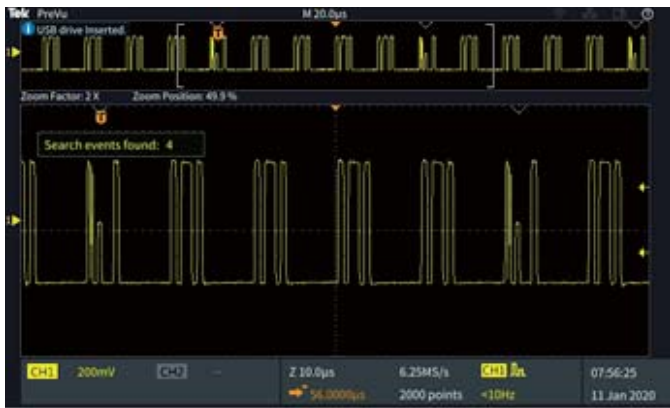 Tek PreVu M 20.0µs
USB drive Inserted.
Zoom Factor: 2 X Zoom Position: 49.9 %
Search events found: 4
CH1 200mV CH2 --- Z 10.0µs 6.25MS/s CH1 07:56:25
56.0000µs 2000 points <10Hz 11 Jan 2020